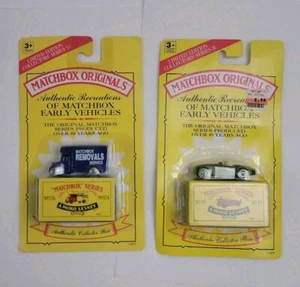 A LIMITED EDITION
COLLECTORS' SERIES III
3+
MATCHBOX ORIGINALS
Authentic Recreations
OF MATCHBOX
EARLY VEHICLES
THE ORIGINAL MATCHBOX
SERIES PRODUCED
OVER 40 YEARS AGO
MATCHBOX
REMOVALS
SERVICE
"MATCHBOX" SERIES
A MOKO LESNEY
Authentic Collector Box
A LIMITED EDITION
COLLECTORS' SERIES
3+
MATCHBOX ORIGINALS
Authentic Recreations
OF MATCHBOX
EARLY VEHICLES
THE ORIGINAL MATCHBOX
SERIES PRODUCED
OVER 40 YEARS AGO
"MATCHBOX" SERIES
A MOKO LESNEY
Authentic Collector Box